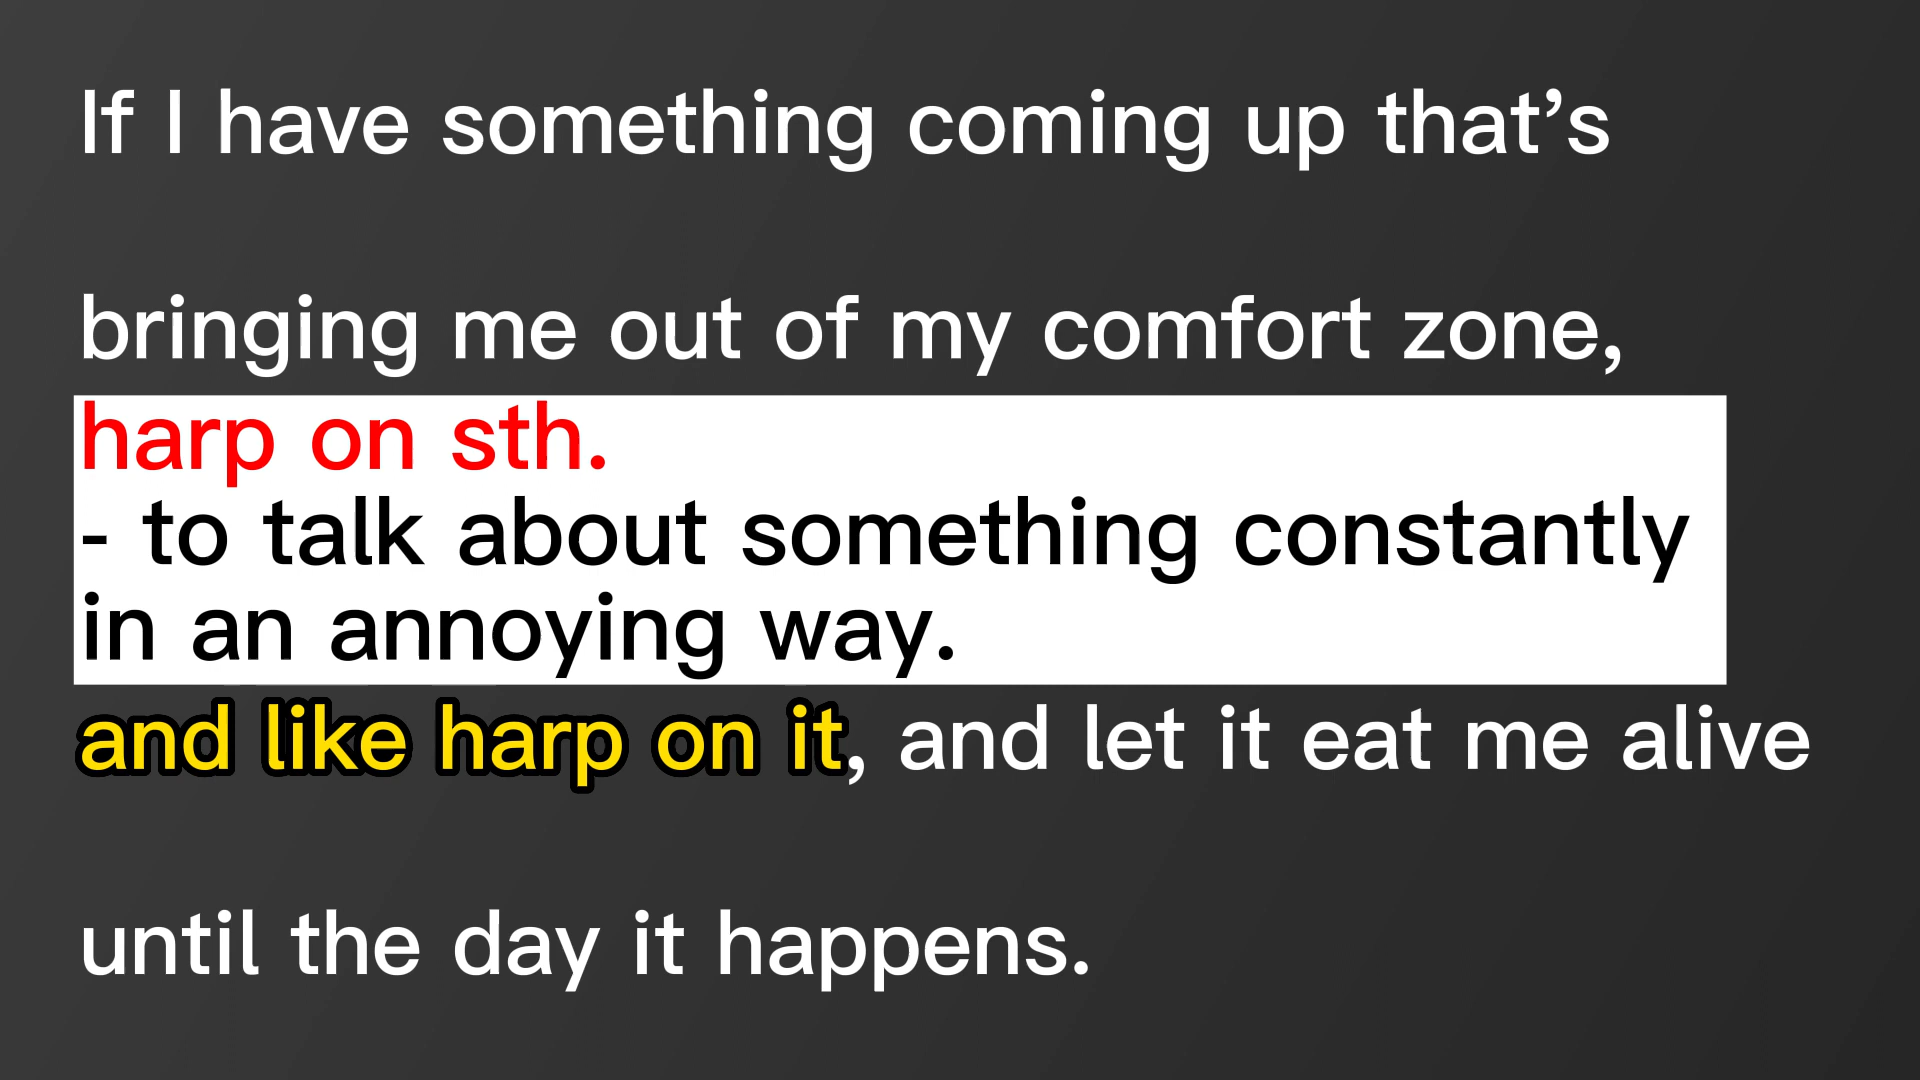 If I have something coming up that’s
bringing me out of my comfort zone,
harp on sth.
- to talk about something constantly
in an annoying way.
and like harp on it, and let it eat me alive
until the day it happens.